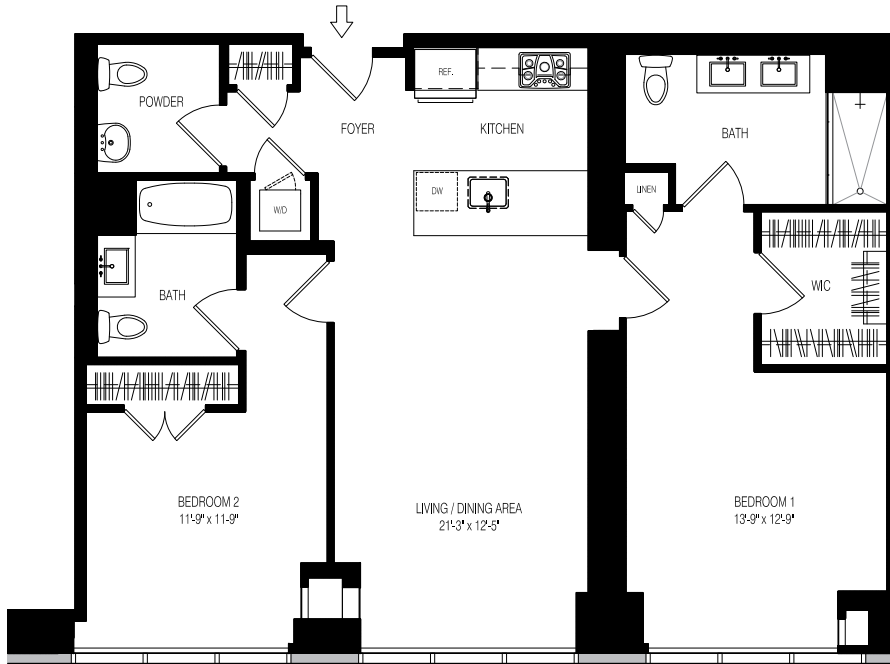 REF.
POWDER
FOYER
KITCHEN
BATH
DW
W/D
LINEN
BATH
WIC
BEDROOM 2
11'-9" x 11'-9"
LIVING / DINING AREA
21'-3" x 12'-5"
BEDROOM 1
13'-9" x 12'-9"